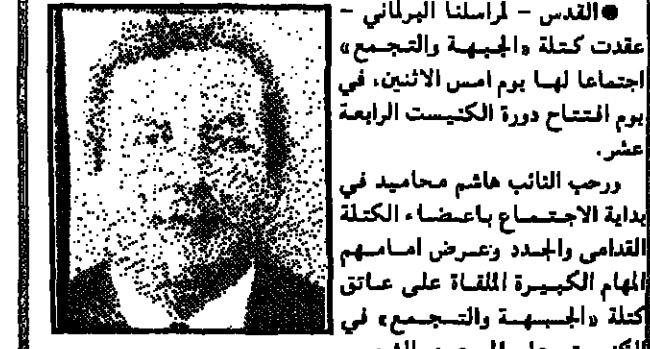 ●القدس – لمراسلنا البرلماني –
عقدت كتلة «الجبهة والتجمع»
اجتماعا لها يوم امس الاثنين، في
يوم افتتاح دورة الكنيست الرابعة
عشر.
ورحب النائب هاشم محاميد في
بداية الاجتماع باعضاء الكتلة
القدامى والجدد وعرض امامهم
المهام الكبيرة الملقاة على عاتق
كتلة «الجبهة والتجمع» في